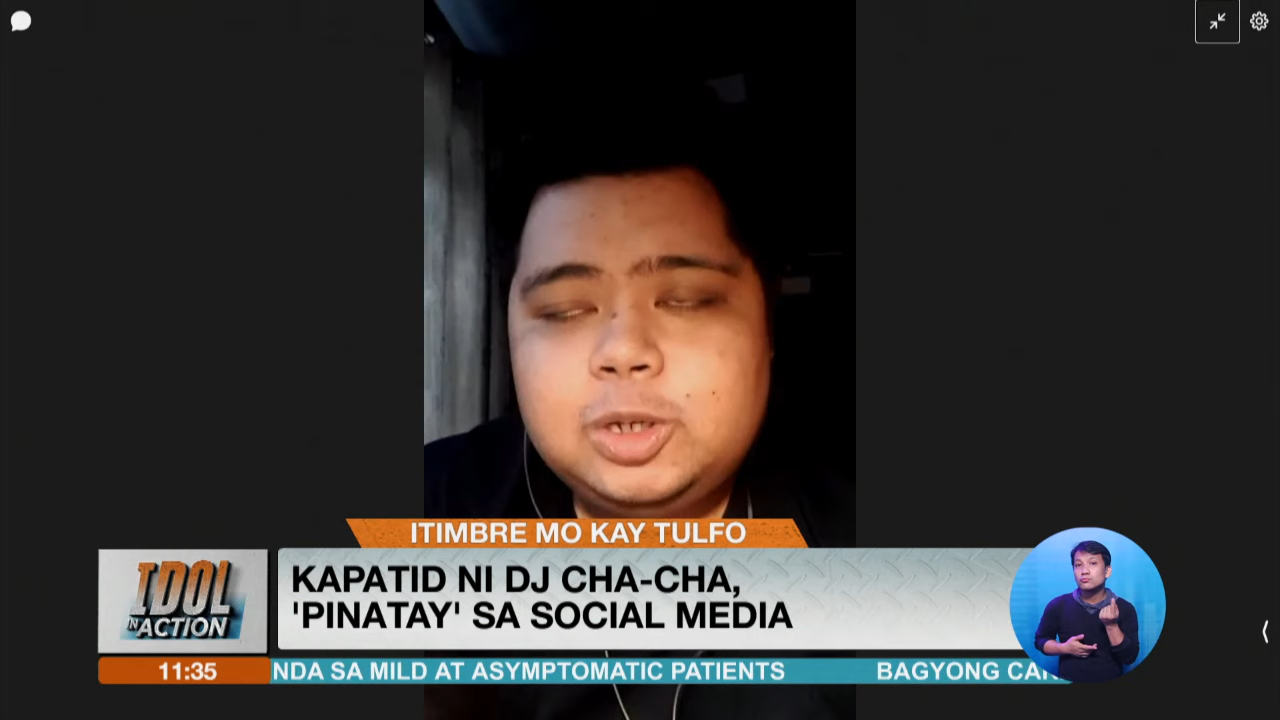 ITIMBRE MO KAY TULFO
IDOL
IN ACTION
KAPATID NI DJ CHA-CHA,
'PINATAY' SA SOCIAL MEDIA
11:35
NDA SA MILD AT ASYMPTOMATIC PATIENTS BAGYONG